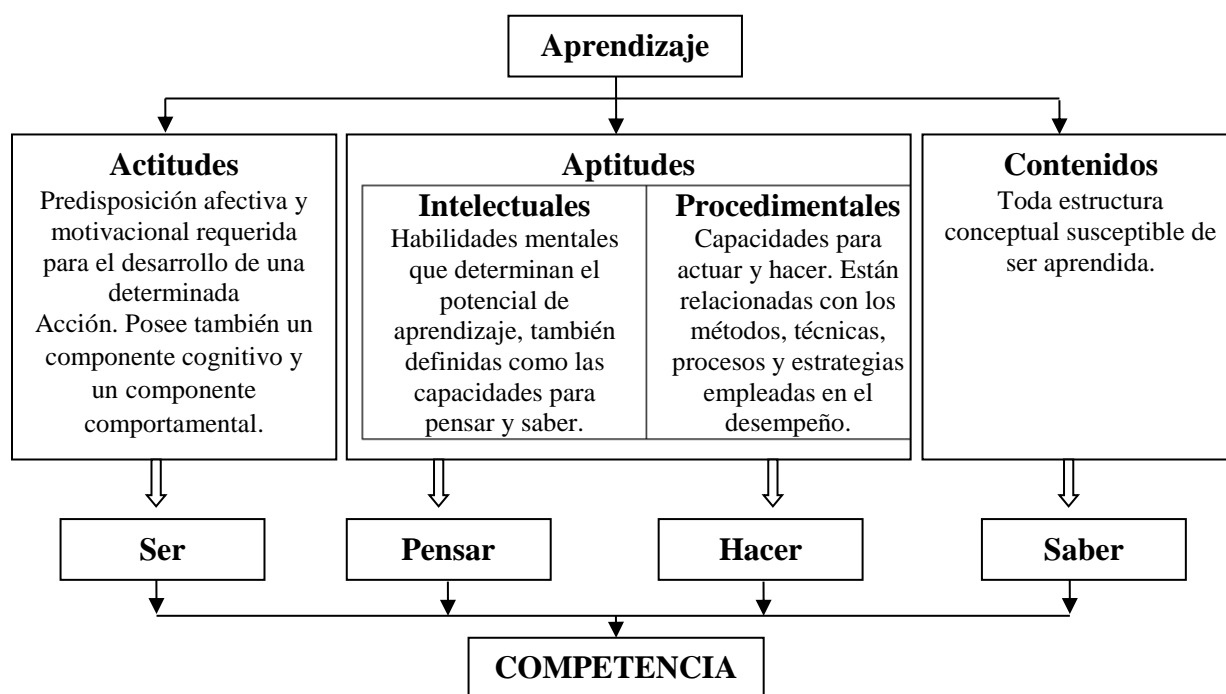 Aprendizaje
Actitudes
Predisposición afectiva y
motivacional requerida
para el desarrollo de una
determinada
Acción. Posee también un
componente cognitivo y
un componente
comportamental.
Aptitudes
Intelectuales
Habilidades mentales
que determinan el
potencial de
aprendizaje, también
definidas como las
capacidades para
pensar y saber.
Procedimentales
Capacidades para
actuar y hacer. Están
relacionadas con los
métodos, técnicas,
procesos y estrategias
empleadas en el
desempeño.
Contenidos
Toda estructura
conceptual susceptible de
ser aprendida.
Ser
Pensar
Hacer
Saber
COMPETENCIA